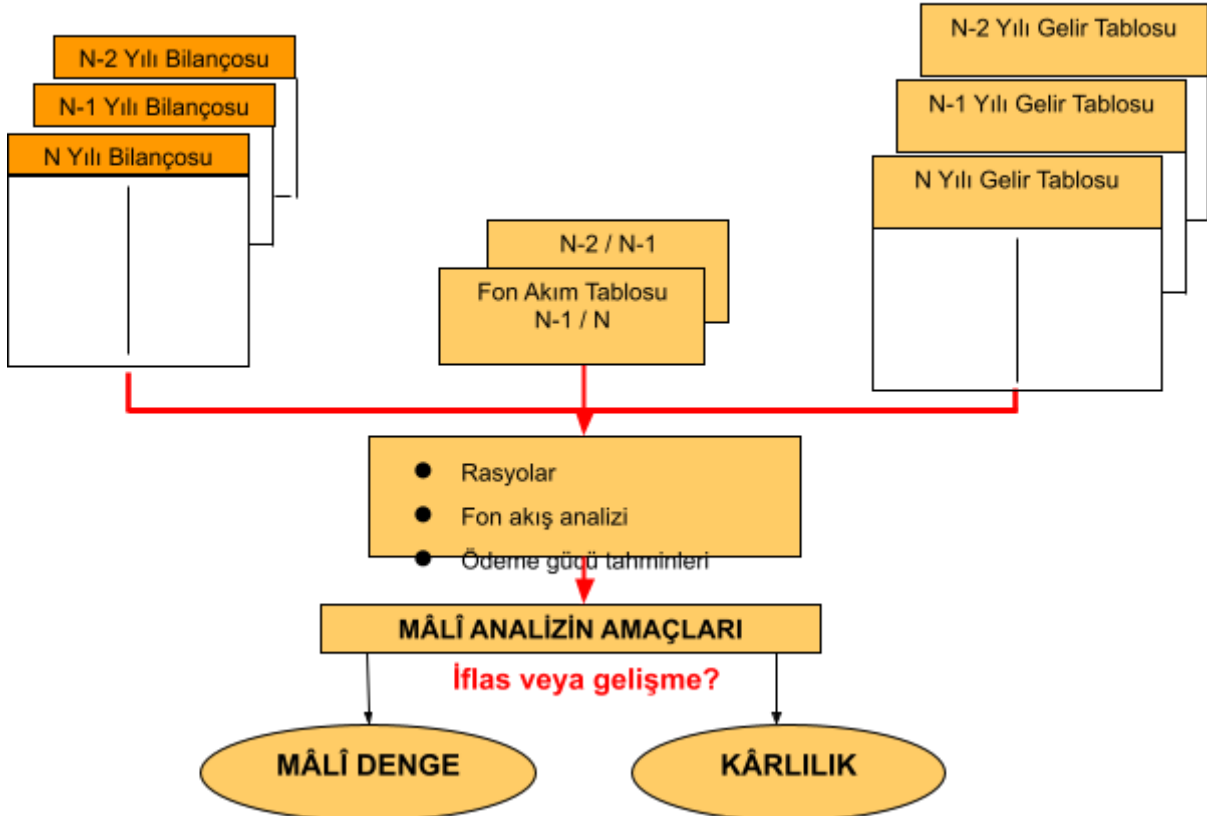 N-2 Yılı Bilançosu
N-1 Yılı Bilançosu
N Yılı Bilançosu
N-2 Yılı Gelir Tablosu
N-1 Yılı Gelir Tablosu
N Yılı Gelir Tablosu
N-2 / N-1
Fon Akım Tablosu
N-1 / N
● Rasyolar
● Fon akış analizi
● Ödeme gücü tahminleri
MÂLÎ ANALİZİN AMAÇLARI
İflas veya gelişme?
MÂLÎ DENGE
KÂRLILIK